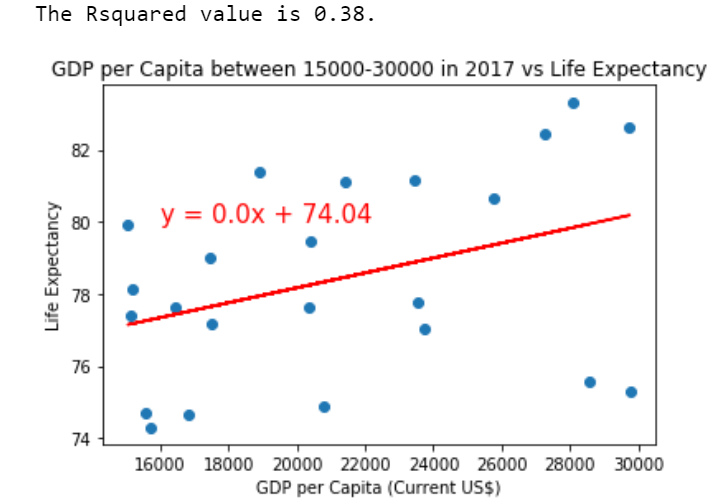 The Rsquared value is 0.38.
GDP per Capita between 15000-30000 in 2017 vs Life Expectancy
82
80
78
76
74
Life Expectancy
y = 0.0x + 74.04
16000 18000 20000 22000 24000 26000 28000 30000
GDP per Capita (Current US$)